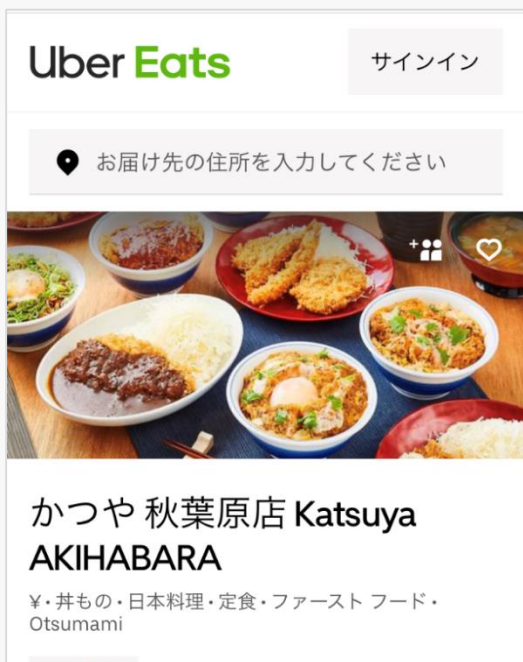 Uber Eats
サインイン
お届け先の住所を入力してください
かつや 秋葉原店 Katsuya
AKIHABARA
¥・丼もの・日本料理・定食・ファースト フード・
Otsumami